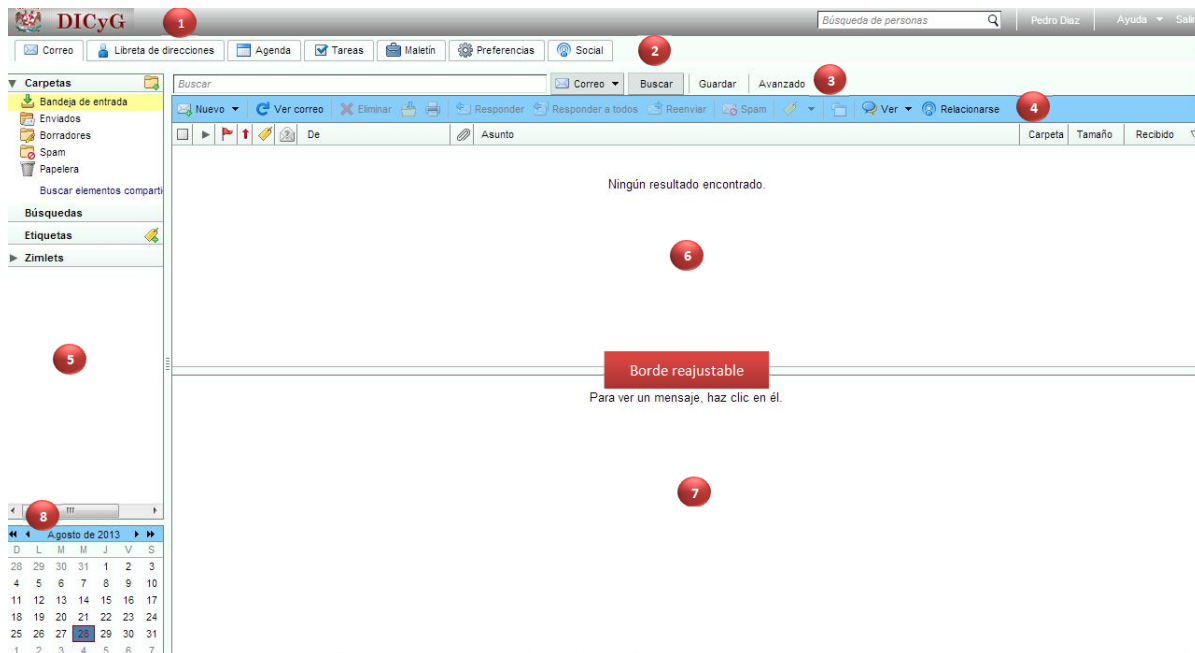 DICyG 1 Búsqueda de personas Pedro Diaz Ayuda Salir
Correo Libreta de direcciones Agenda Tareas Maletín Preferencias Social 2
Carpetas Buscar Correo Buscar Guardar Avanzado 3
Bandeja de entrada
Enviados
Borradores
Spam
Papelera
Buscar elementos comparti
Búsquedas
Etiquetas
Zimlets
5
Nuevo Ver correo Eliminar Responder Responder a todos Reenviar Spam Ver Relacionarse 4
De Asunto Carpeta Tamaño Recibido
Ningún resultado encontrado.
6
Borde reajustable
Para ver un mensaje, haz clic en él.
7
8
Agosto de 2013
D L M M J V S
28 29 30 31 1 2 3
4 5 6 7 8 9 10
11 12 13 14 15 16 17
18 19 20 21 22 23 24
25 26 27 28 29 30 31
1 2 3 4 5 6 7